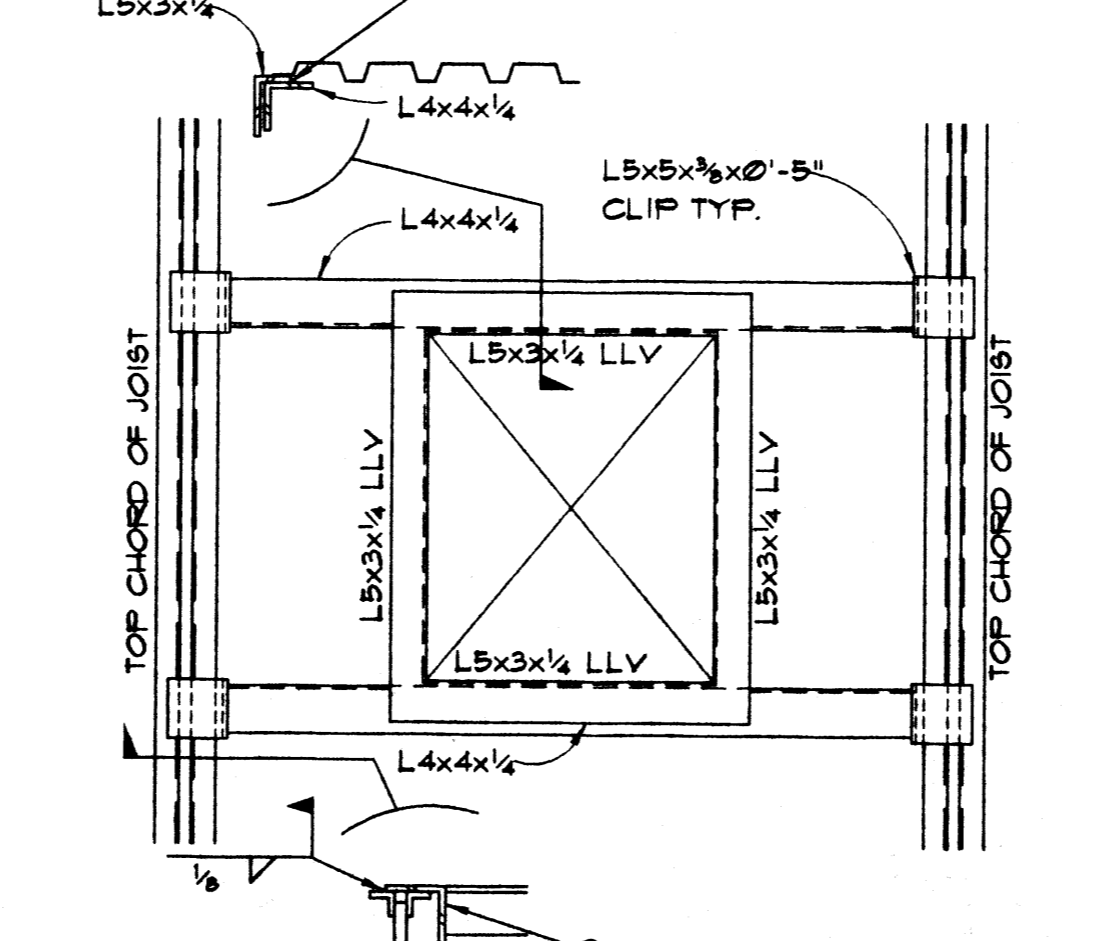 L5x3x¼
L4x4x¼
L5x5x⅜x0'-5"
CLIP TYP.
L4x4x¼
TOP CHORD OF JOIST
L5x3x¼ LLV
L5x3x¼ LLV
L5x3x¼ LLV
TOP CHORD OF JOIST
L5x3x¼ LLV
L4x4x¼
⅛